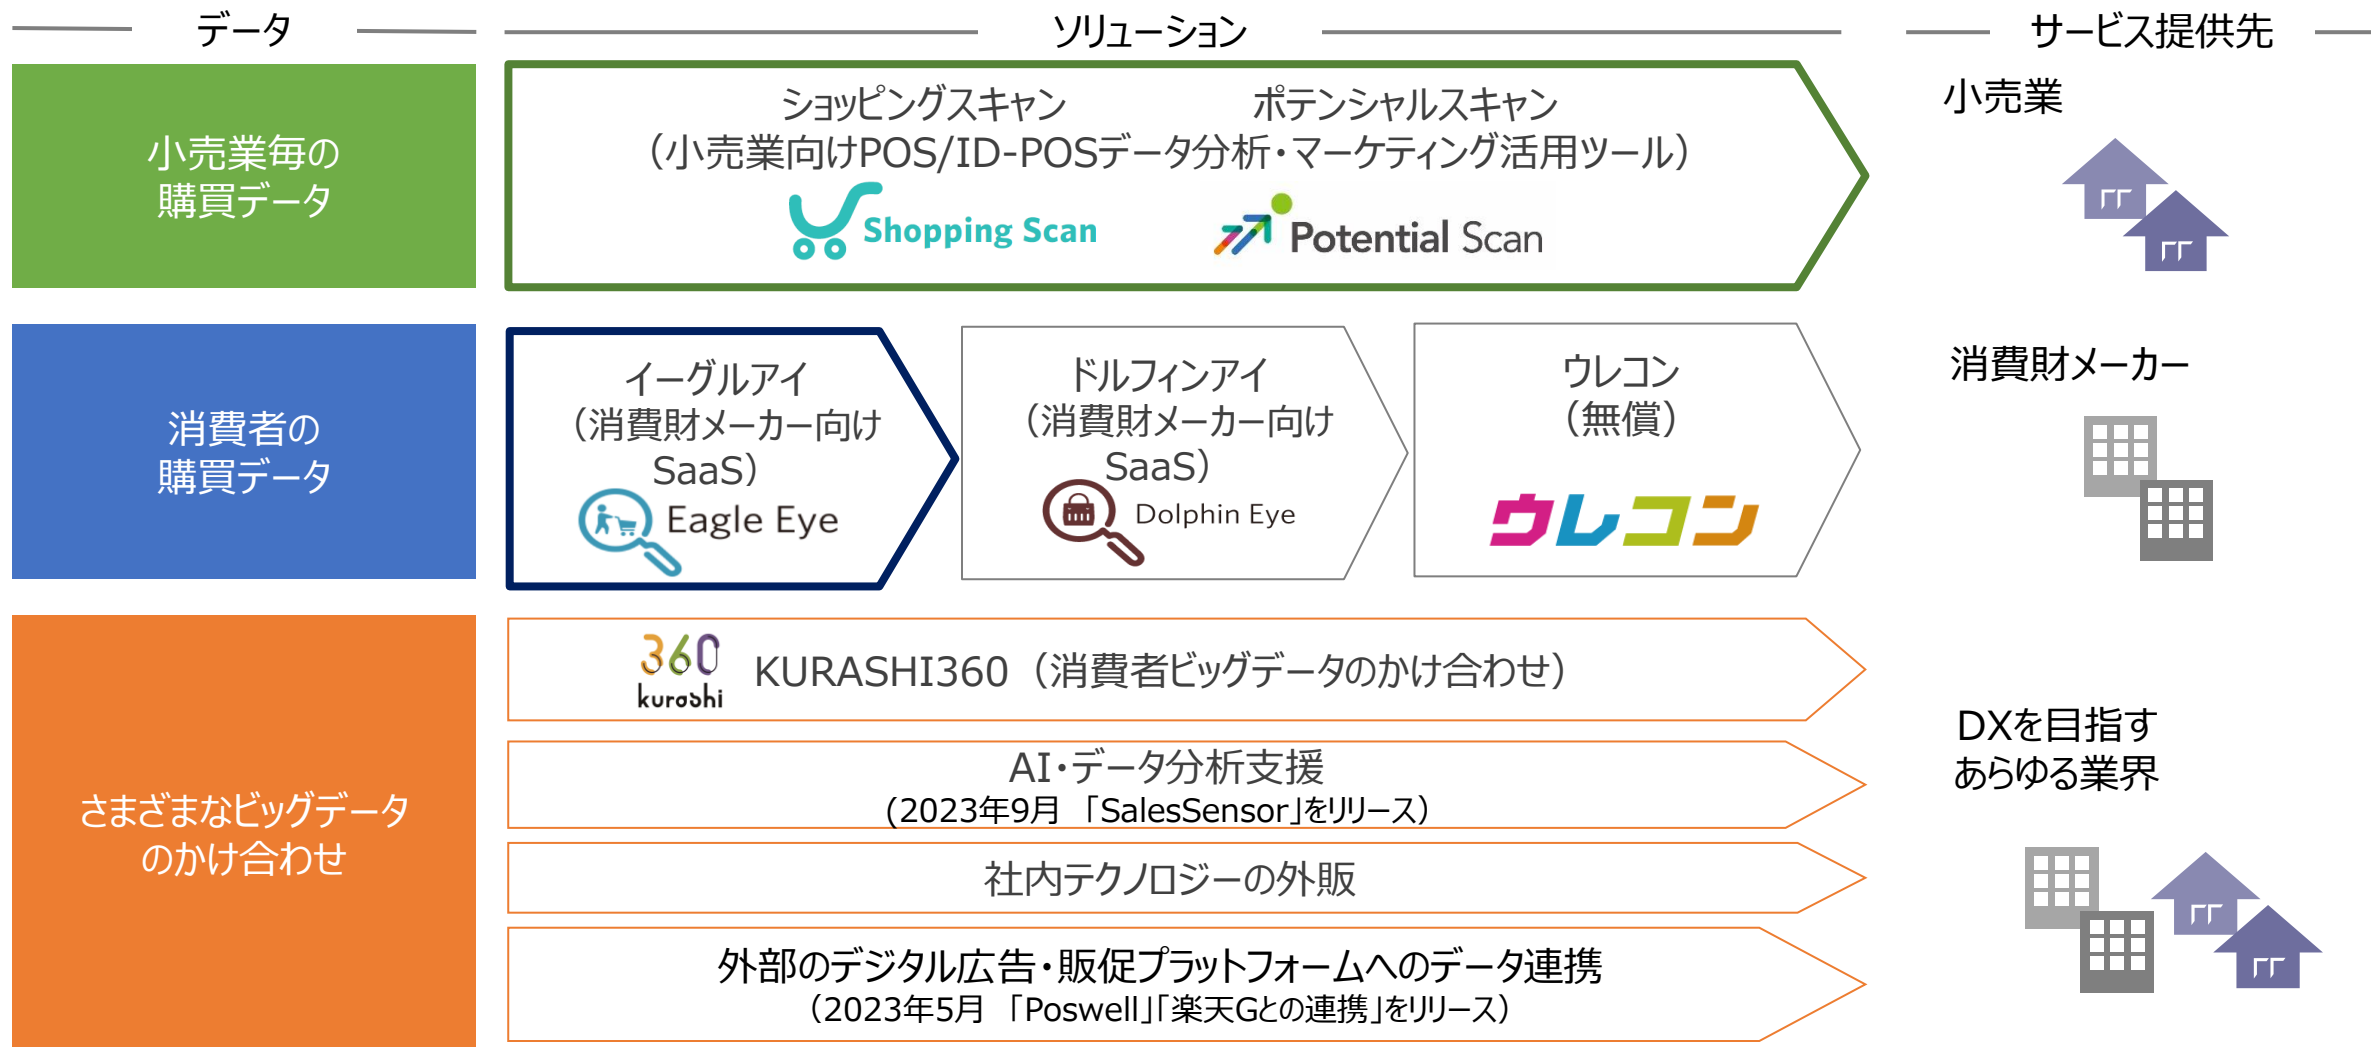 データ
ソリューション
サービス提供先
小売業毎の
購買データ
ショッピングスキャン ポテンシャルスキャン
（小売業向けPOS/ID-POSデータ分析・マーケティング活用ツール）
Shopping Scan
Potential Scan
小売業
消費者の
購買データ
イーグルアイ
（消費財メーカー向け
SaaS）
Eagle Eye
ドルフィンアイ
（消費財メーカー向け
SaaS）
Dolphin Eye
ウレコン
（無償）
ウレコン
消費財メーカー
さまざまなビッグデータ
のかけ合わせ
360
kurashi
KURASHI360（消費者ビッグデータのかけ合わせ）
AI・データ分析支援
(2023年9月 「SalesSensor」をリリース）
社内テクノロジーの外販
外部のデジタル広告・販促プラットフォームへのデータ連携
（2023年5月 「Poswell」「楽天Gとの連携」をリリース）
DXを目指す
あらゆる業界